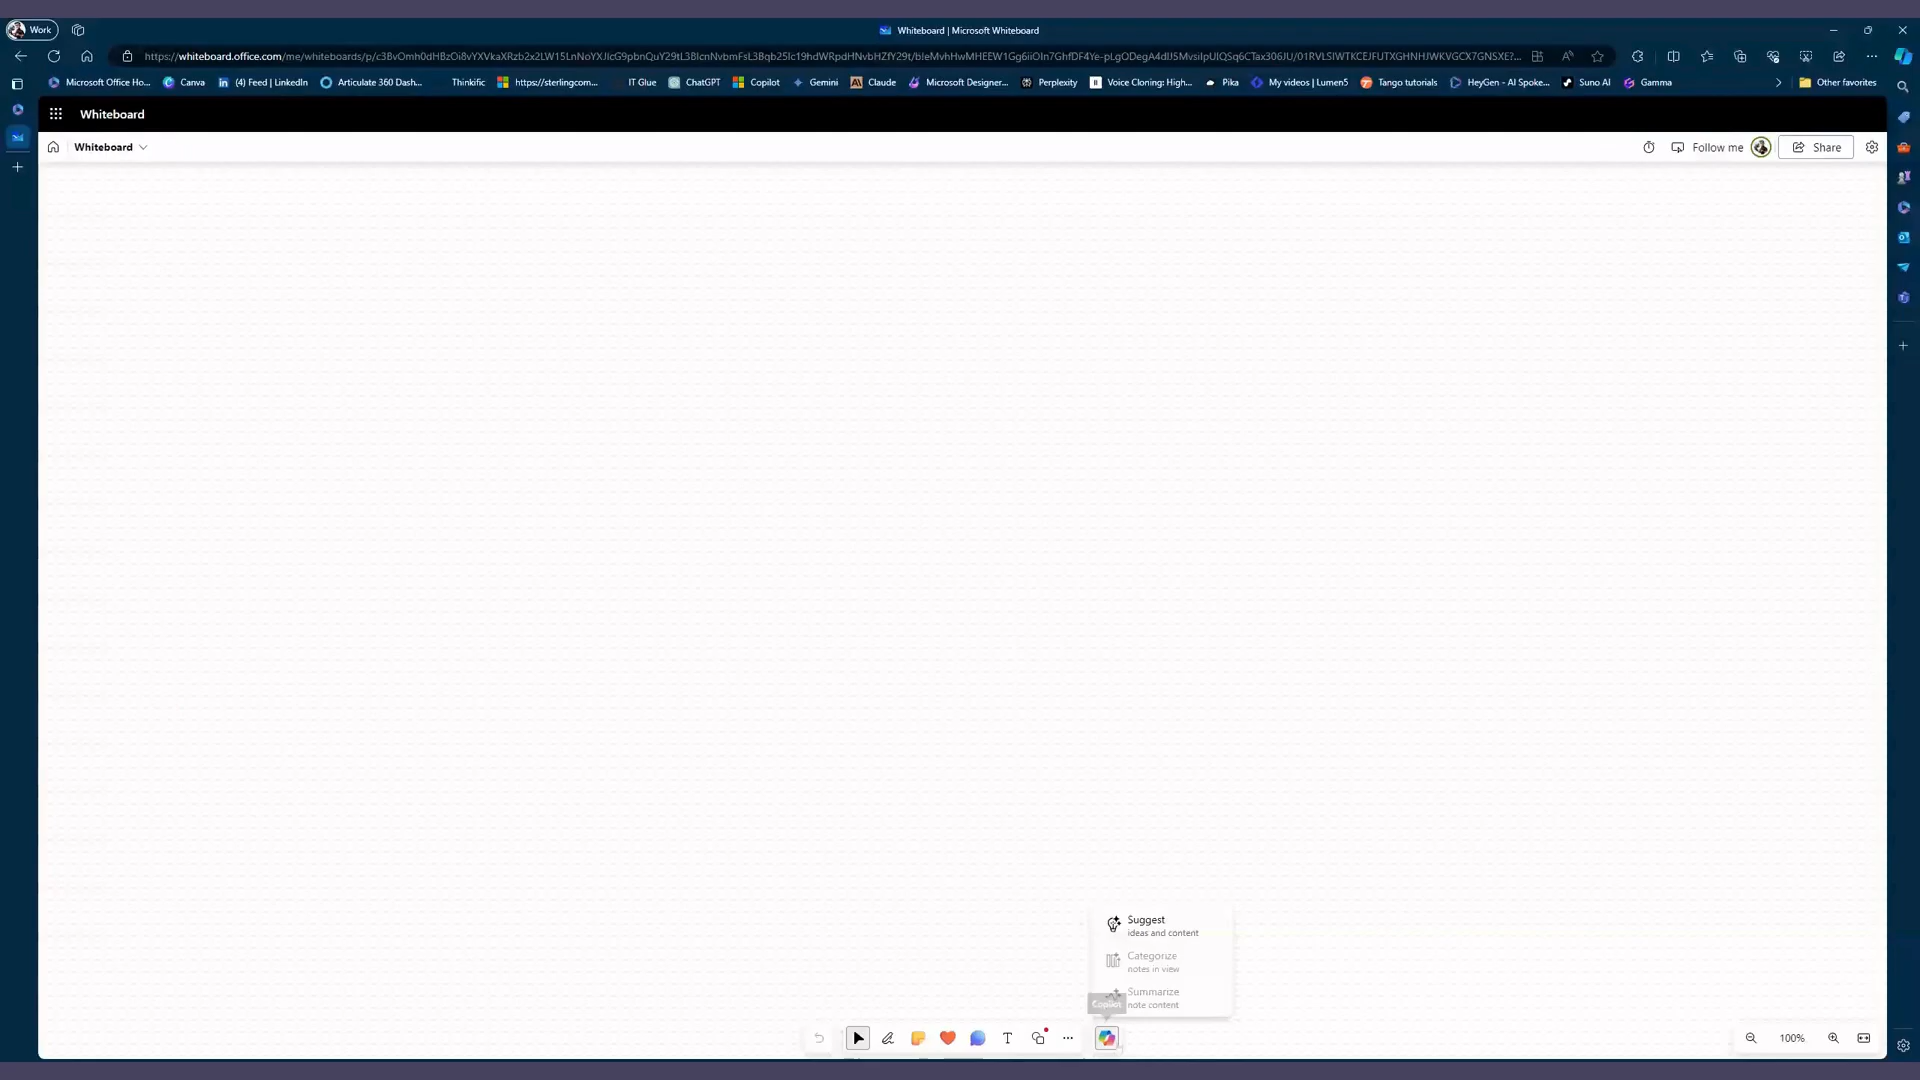 Work
Whiteboard | Microsoft Whiteboard
Microsoft Office Ho...
Canva
(4) Feed | LinkedIn
Articulate 360 Dash...
Thinkific
https://sterlingcom...
IT Glue
ChatGPT
Copilot
Gemini
Claude
Microsoft Designer...
Perplexity
Voice Cloning: High...
Pika
My videos | Lumen5
Tango tutorials
HeyGen - AI Spoke...
Suno AI
Gamma
Other favorites
Whiteboard
Whiteboard
Follow me
Share
Suggest
ideas and content
Categorize
notes in view
Summarize
note content
Copilot
100%